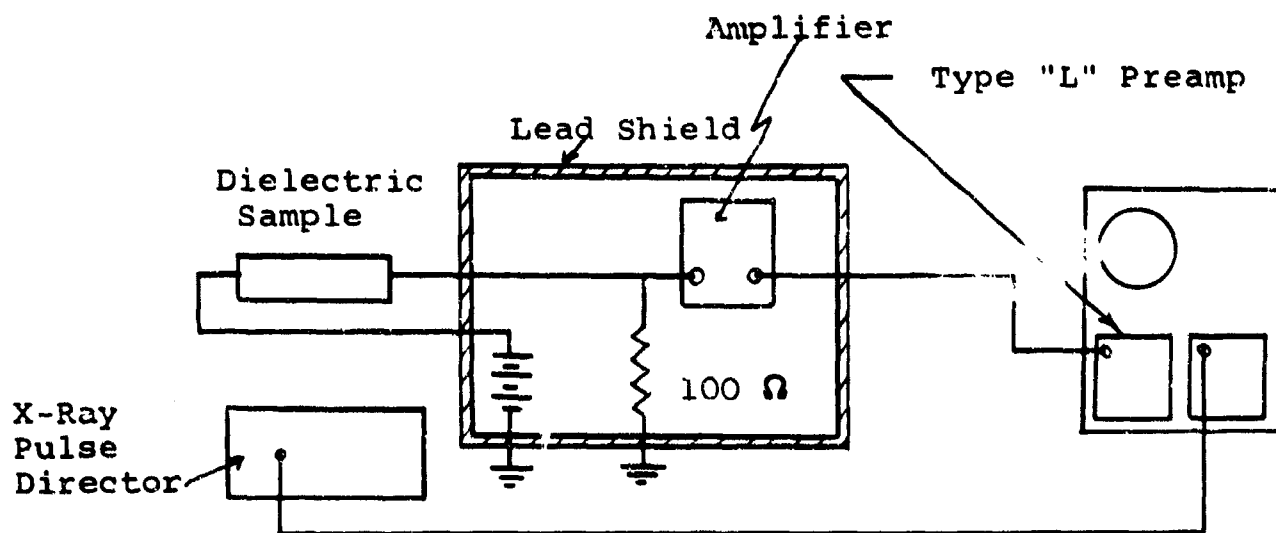 Amplifier
Type "L" Preamp
Lead Shield
Dielectric
Sample
100 Ω
X-Ray
Pulse
Director